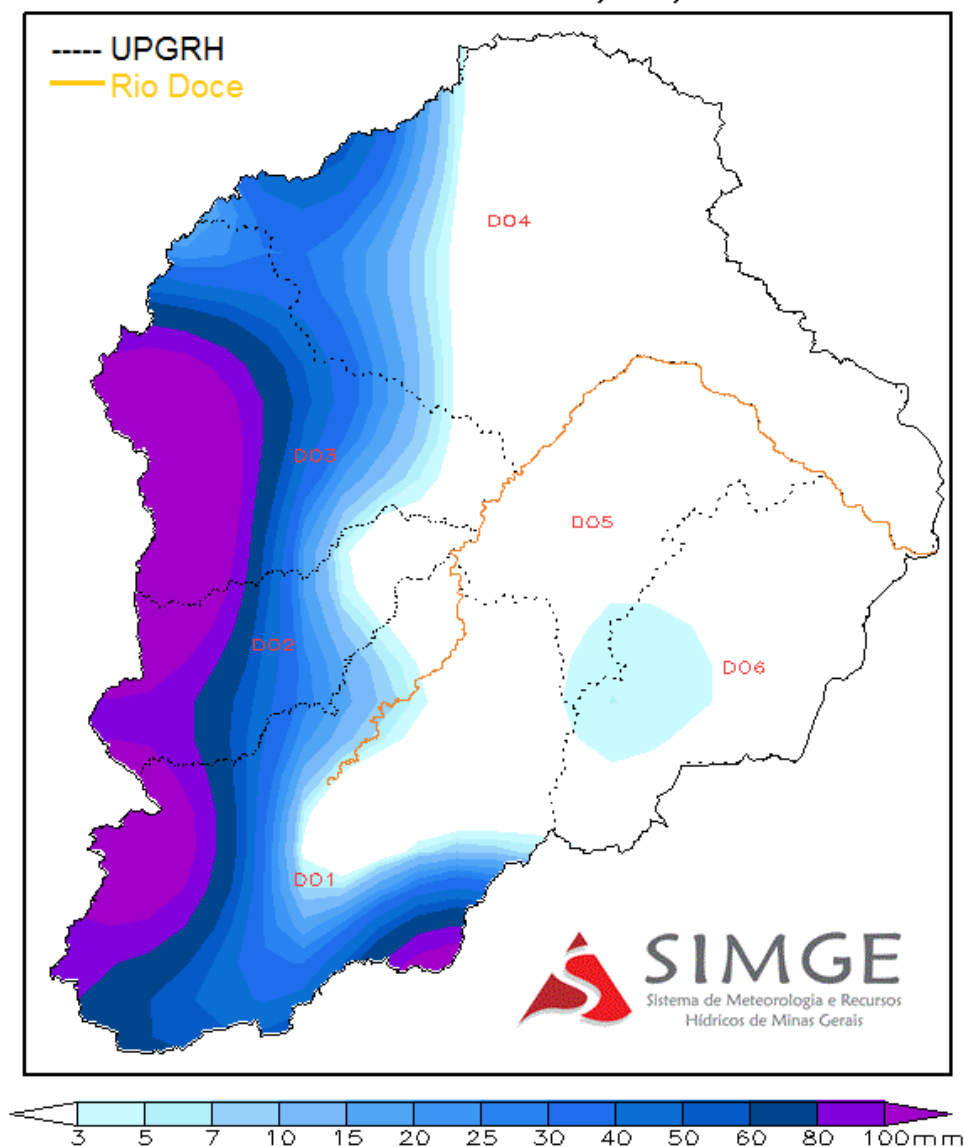 ----- UPGRH
Rio Doce
DO4
DO3
DO5
DO2
DO6
DO1
SIMGE
Sistema de Meteorologia e Recursos
Hídricos de Minas Gerais
3 5 7 10 15 20 25 30 40 50 60 80 100mm